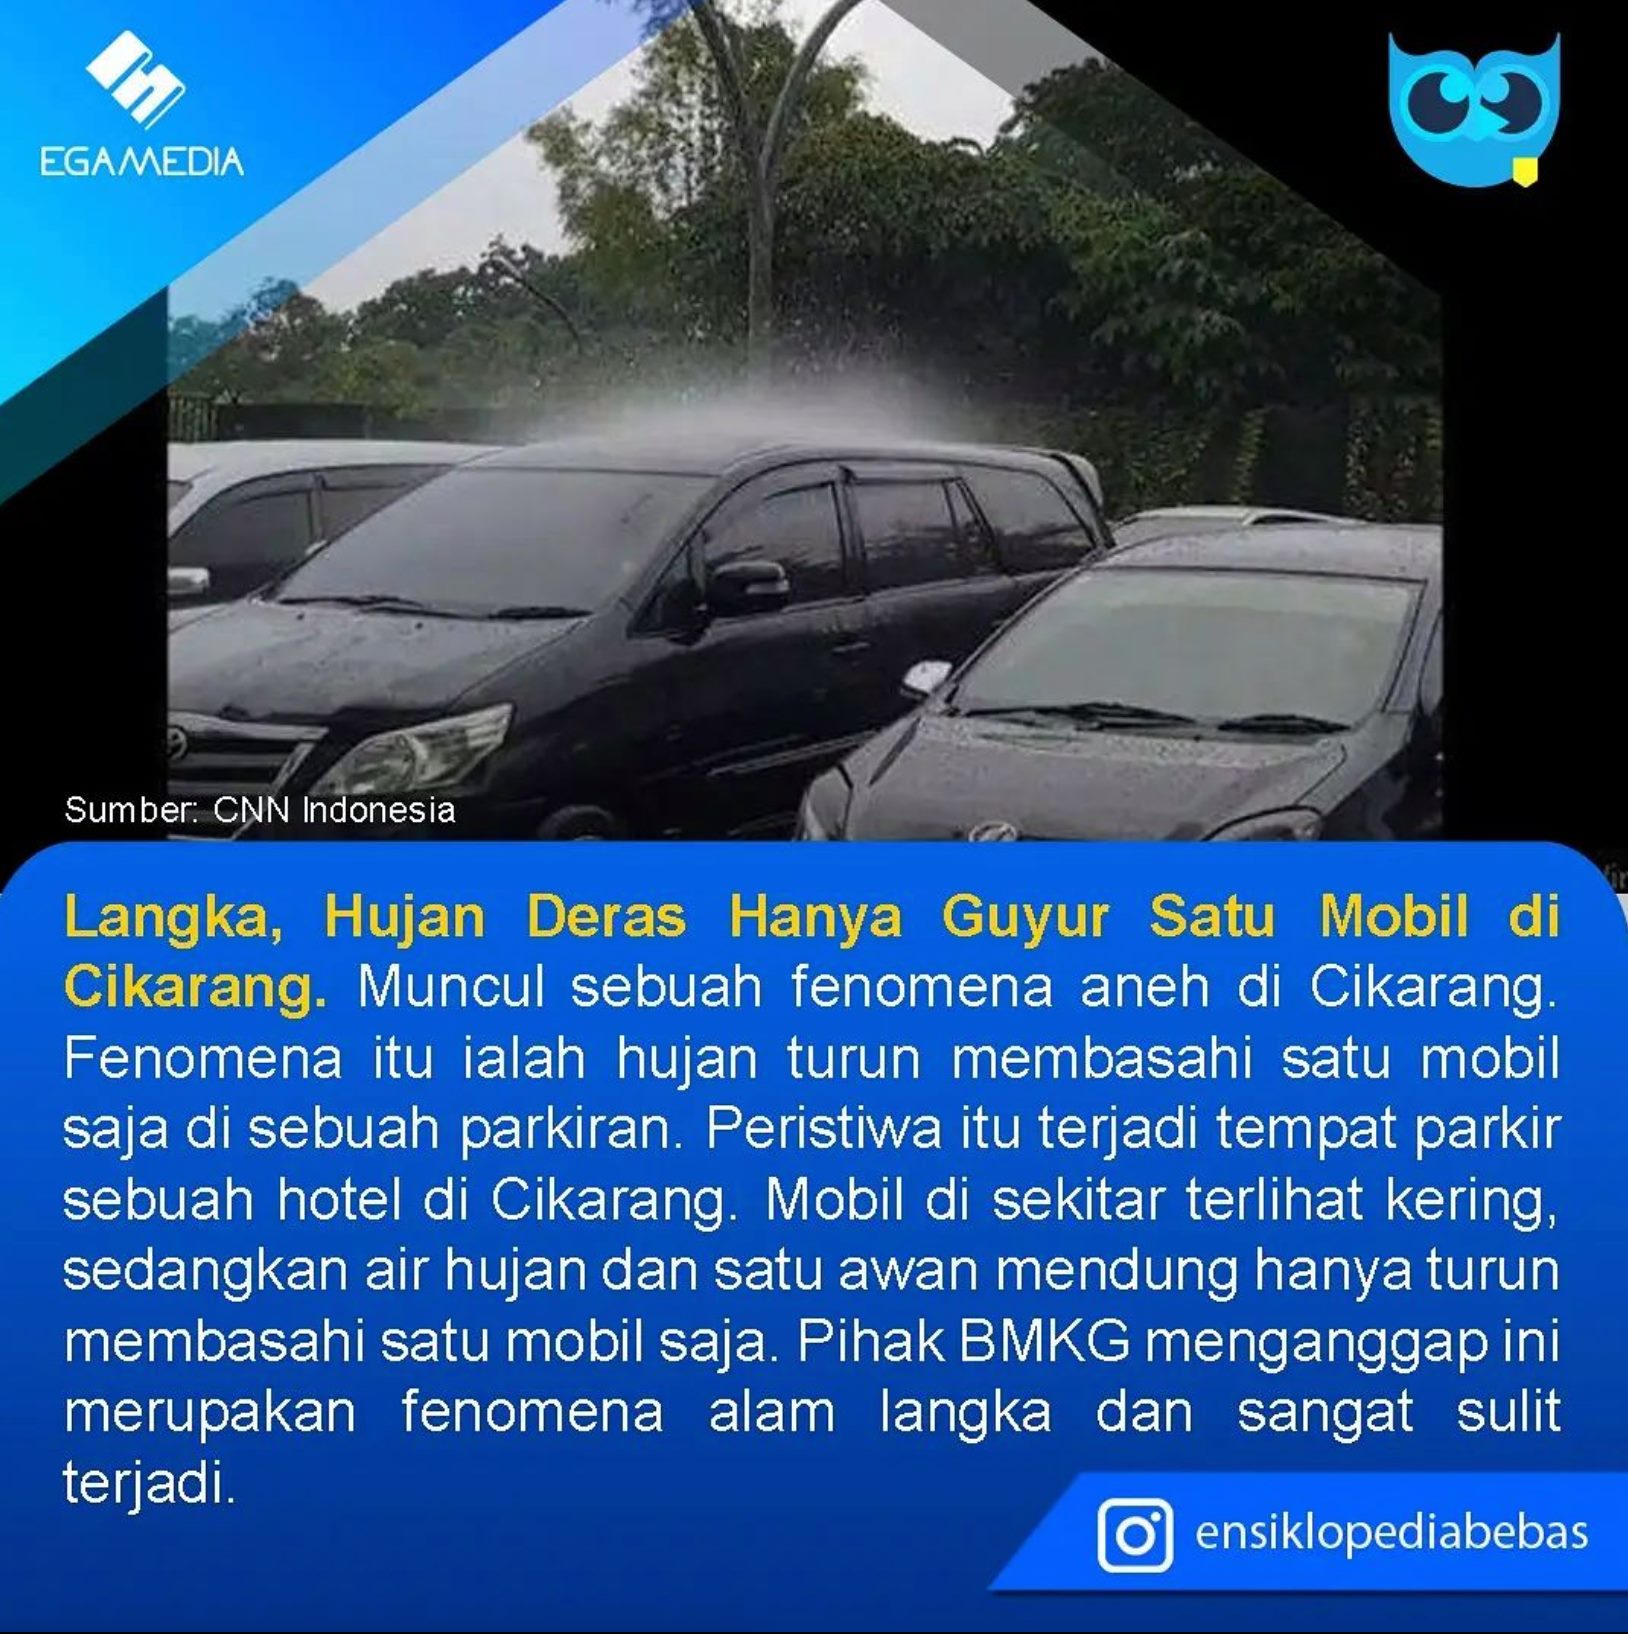 EGAMEDIA
Sumber: CNN Indonesia
Langka, Hujan Deras Hanya Guyur Satu Mobil di
Cikarang. Muncul sebuah fenomena aneh di Cikarang.
Fenomena itu ialah hujan turun membasahi satu mobil
saja di sebuah parkiran. Peristiwa itu terjadi tempat parkir
sebuah hotel di Cikarang. Mobil di sekitar terlihat kering,
sedangkan air hujan dan satu awan mendung hanya turun
membasahi satu mobil saja. Pihak BMKG menganggap ini
merupakan fenomena alam langka dan sangat sulit
terjadi.
ensiklopediabebas